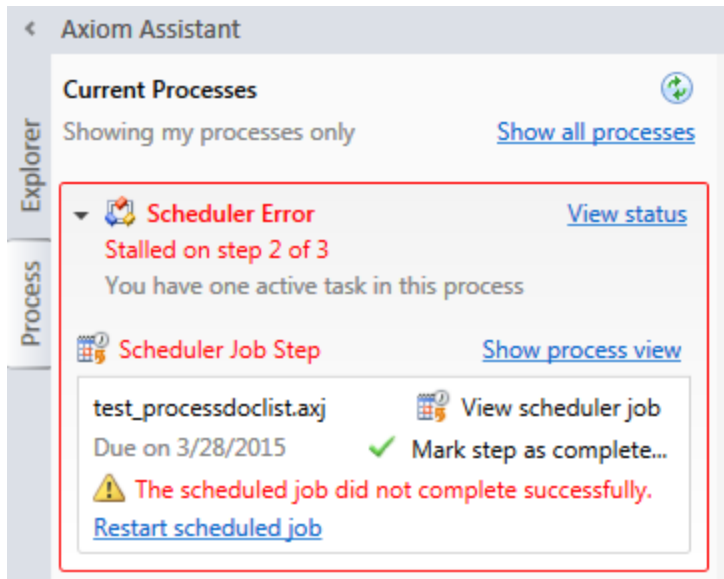 Axiom Assistant
Explorer
Process
Current Processes
Showing my processes only Show all processes
Scheduler Error View status
Stalled on step 2 of 3
You have one active task in this process
Scheduler Job Step Show process view
test_processdoclist.axj View scheduler job
Due on 3/28/2015 Mark step as complete...
The scheduled job did not complete successfully.
Restart scheduled job